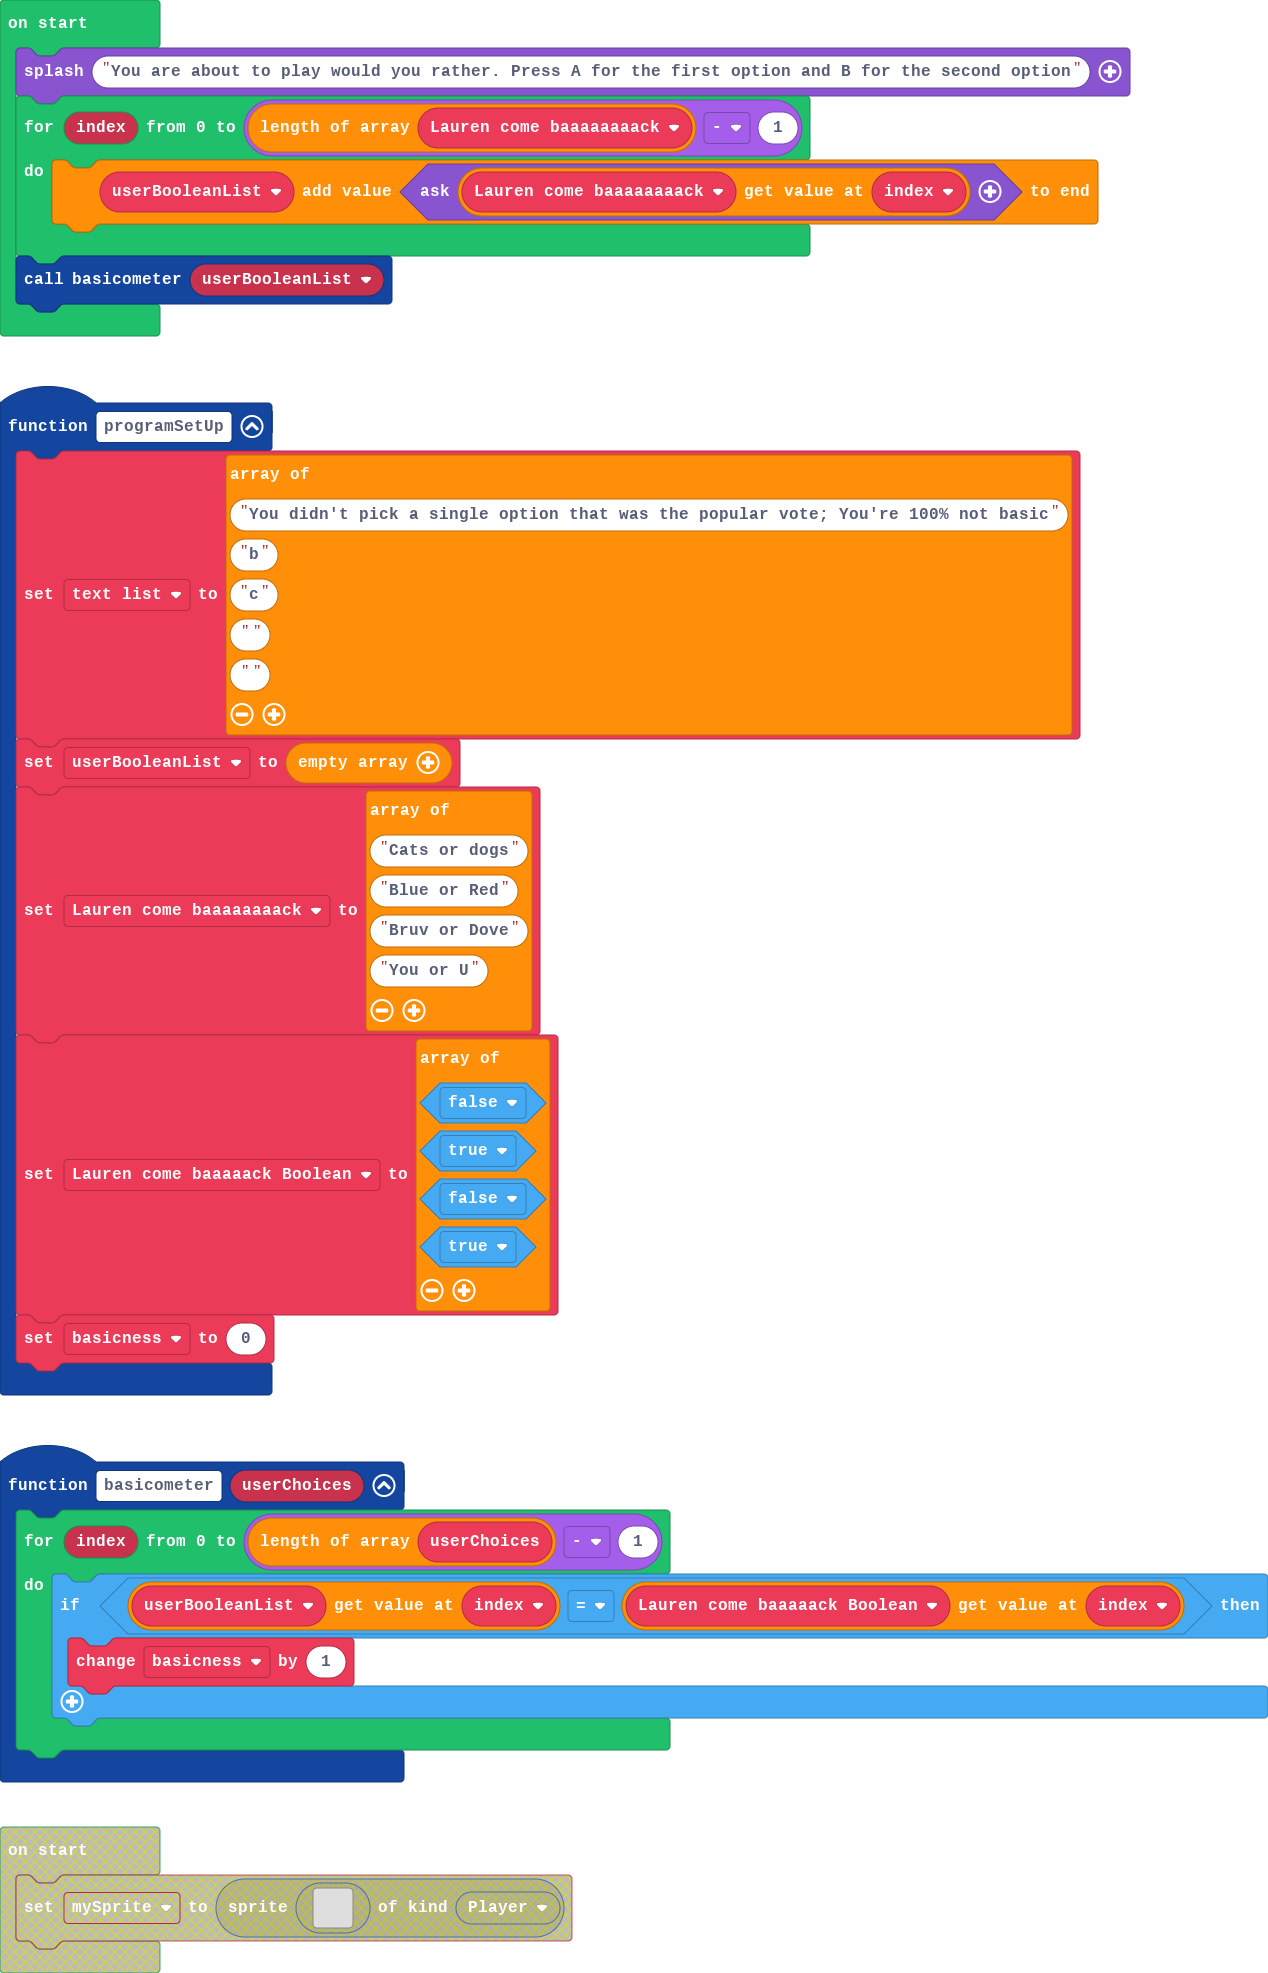 on start
splash "You are about to play would you rather. Press A for the first option and B for the second option"
for index from 0 to length of array Lauren come baaaaaaaack - 1
do
userBooleanList add value ask Lauren come baaaaaaaack get value at index to end
call basicometer userBooleanList
function programSetUp
set text list to array of
"You didn't pick a single option that was the popular vote; You're 100% not basic"
"b"
"c"
""
""
set userBooleanList to empty array
set Lauren come baaaaaaaack to array of
"Cats or dogs"
"Blue or Red"
"Bruv or Dove"
"You or U"
set Lauren come baaaaack Boolean to array of
false
true
false
true
set basicness to 0
function basicometer userChoices
for index from 0 to length of array userChoices - 1
do
if userBooleanList get value at index = Lauren come baaaaack Boolean get value at index then
change basicness by 1
on start
set mySprite to sprite of kind Player